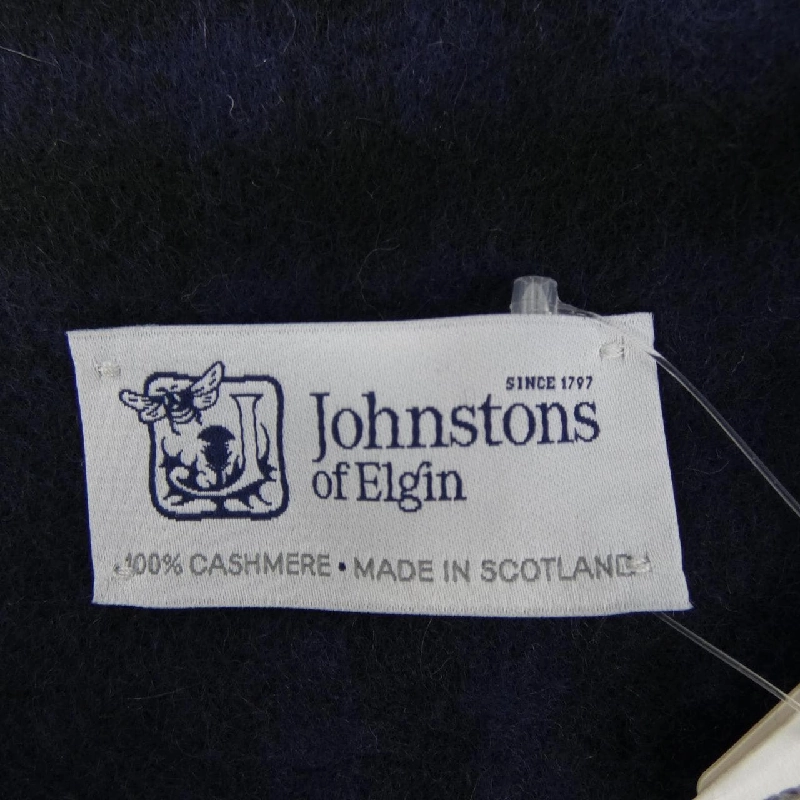 SINCE 1797
Johnstons
of Elgin
100% CASHMERE • MADE IN SCOTLAND